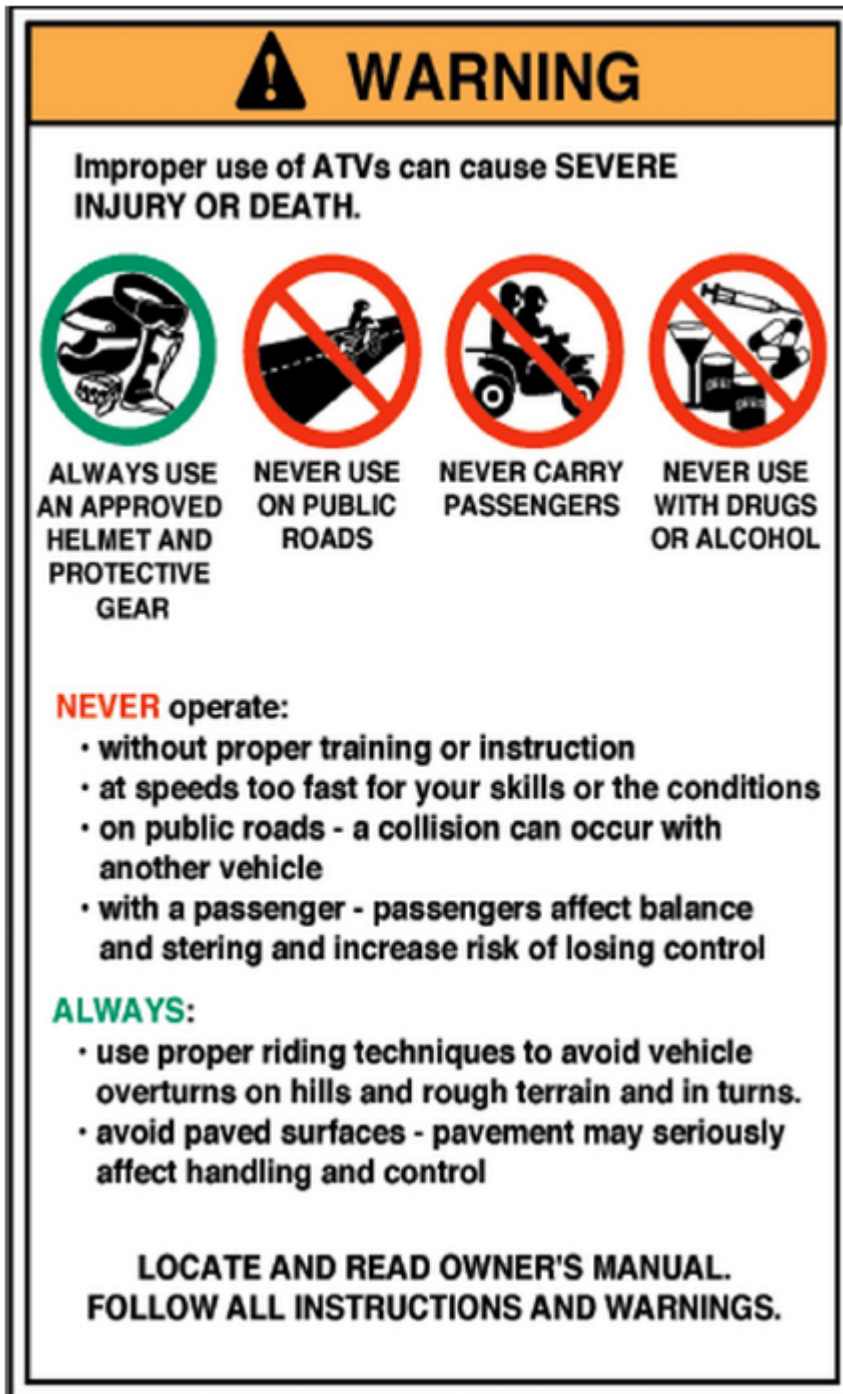 WARNING
Improper use of ATVs can cause SEVERE
INJURY OR DEATH.
ALWAYS USE
AN APPROVED
HELMET AND
PROTECTIVE
GEAR
NEVER USE
ON PUBLIC
ROADS
NEVER CARRY
PASSENGERS
NEVER USE
WITH DRUGS
OR ALCOHOL
NEVER operate:
· without proper training or instruction
· at speeds too fast for your skills or the conditions
· on public roads - a collision can occur with
another vehicle
· with a passenger - passengers affect balance
and stering and increase risk of losing control
ALWAYS:
· use proper riding techniques to avoid vehicle
overturns on hills and rough terrain and in turns.
· avoid paved surfaces - pavement may seriously
affect handling and control
LOCATE AND READ OWNER'S MANUAL.
FOLLOW ALL INSTRUCTIONS AND WARNINGS.